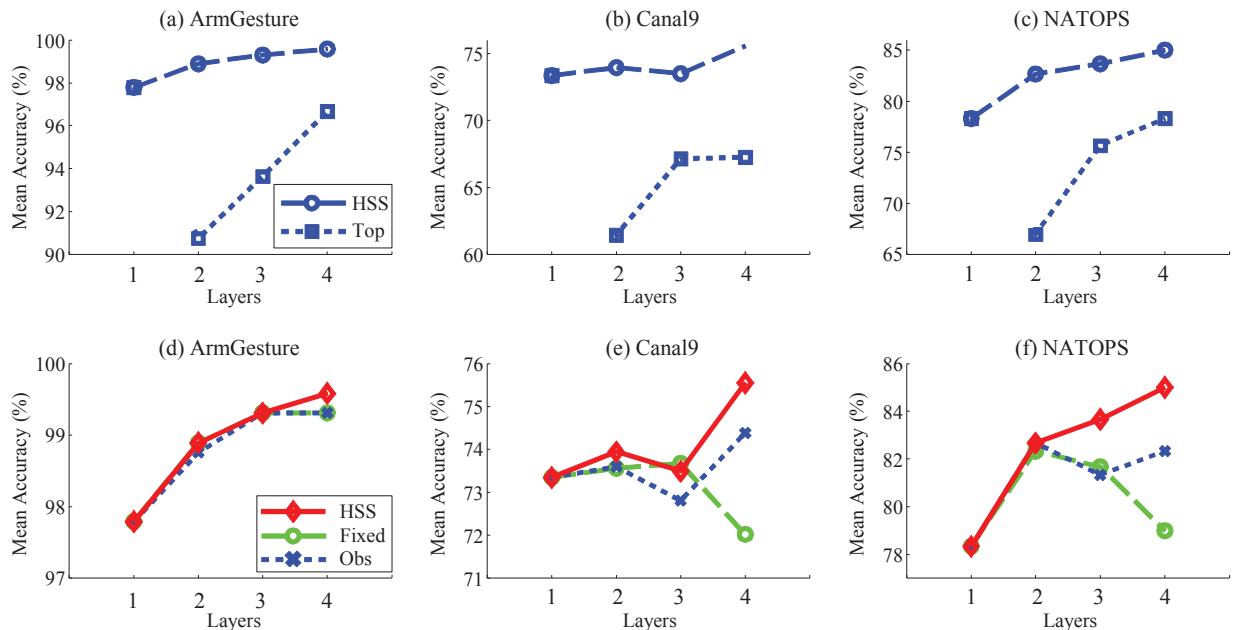 (a) ArmGesture
Mean Accuracy (%)
100
98
96
94
92
90
1 2 3 4
Layers
HSS
Top
(b) Canal9
Mean Accuracy (%)
75
70
65
60
1 2 3 4
Layers
(c) NATOPS
Mean Accuracy (%)
85
80
75
70
65
1 2 3 4
Layers
(d) ArmGesture
Mean Accuracy (%)
100
99
98
97
1 2 3 4
Layers
HSS
Fixed
Obs
(e) Canal9
Mean Accuracy (%)
76
75
74
73
72
71
1 2 3 4
Layers
(f) NATOPS
Mean Accuracy (%)
86
84
82
80
78
1 2 3 4
Layers